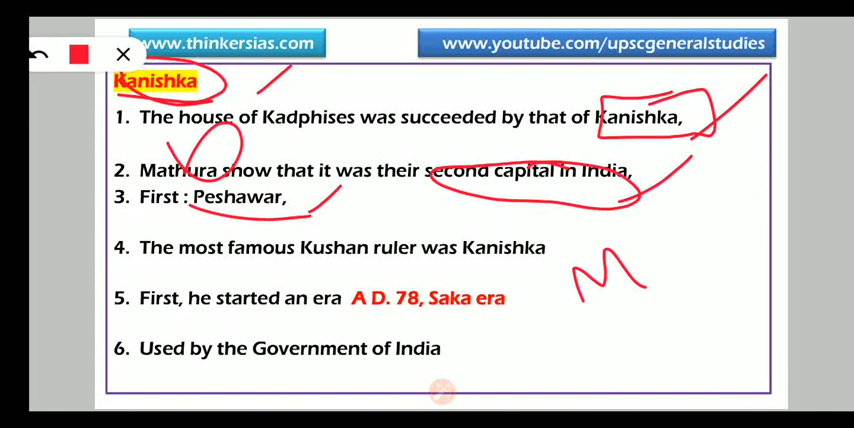 www.thinkersias.com
www.youtube.com/upscgeneralstudies
Kanishka
1. The house of Kadphises was succeeded by that of Kanishka,
2. Mathura show that it was their second capital in India,
3. First : Peshawar,
4. The most famous Kushan ruler was Kanishka
5. First, he started an era A D. 78, Saka era
M
6. Used by the Government of India